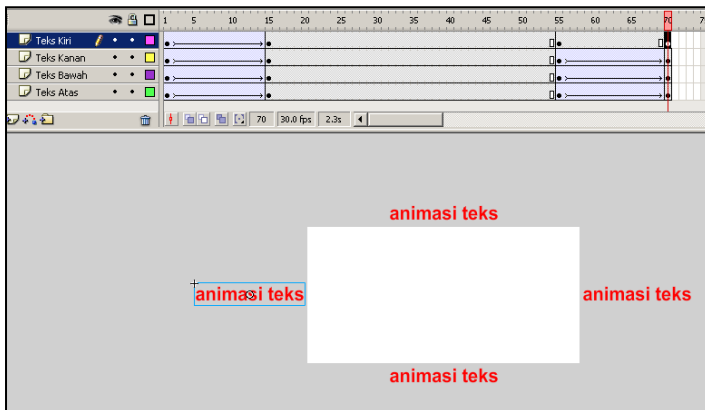 1 5 10 15 20 25 30 35 40 45 50 55 60 65 70
Teks Kiri
Teks Kanan
Teks Bawah
Teks Atas
70 30.0 fps 2.3s
animasi teks
animasi teks animasi teks
animasi teks